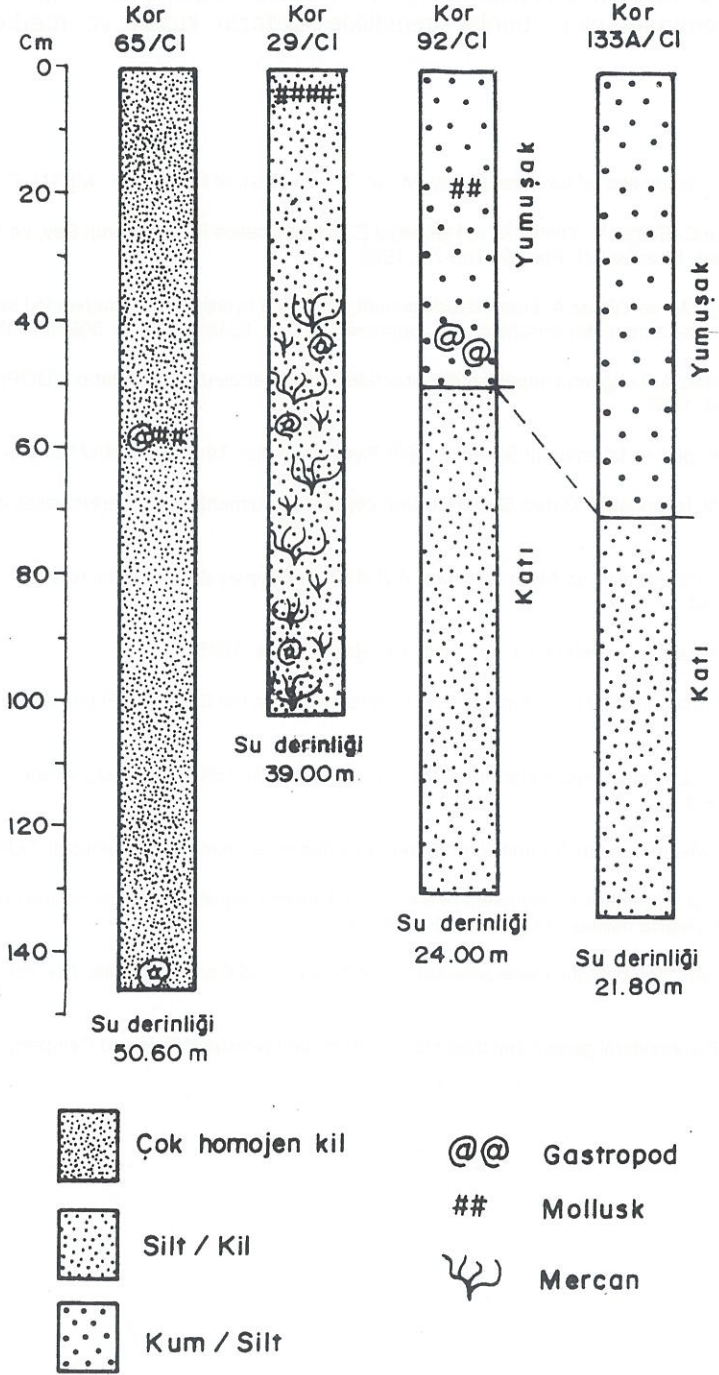 Kor 65/Cl
Kor 29/Cl
Kor 92/Cl
Kor 133A/Cl
Cm
0
20
40
60
80
100
120
140
Yumuşak
Katı
Yumuşak
Katı
Su derinliği
39.00 m
Su derinliği
24.00 m
Su derinliği
21.80 m
Su derinliği
50.60 m
Çok homojen kil
Silt / Kil
Kum / Silt
@@ Gastropod
## Mollusk
Mercan